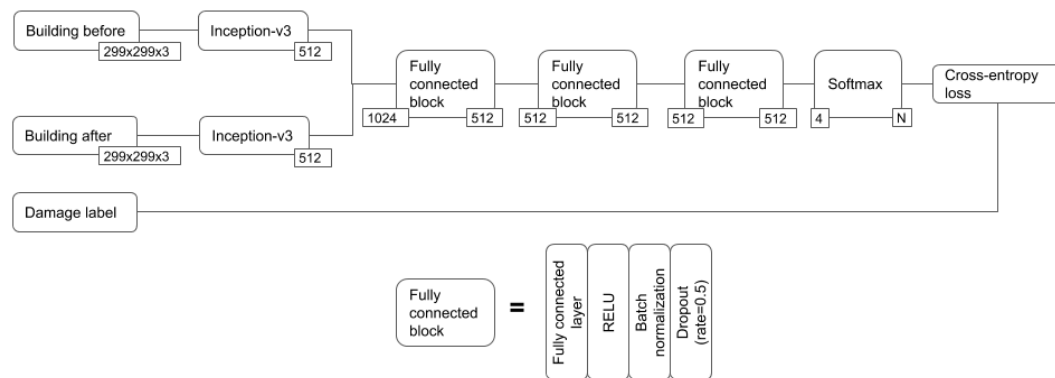 Building before
299x299x3
Inception-v3
512
Building after
299x299x3
Inception-v3
512
Fully
connected
block
1024
512
Fully
connected
block
512
512
Fully
connected
block
512
512
Softmax
4
N
Cross-entropy
loss
Damage label
Fully
connected
block
=
Fully connected
layer
RELU
Batch
normalization
Dropout
(rate=0.5)